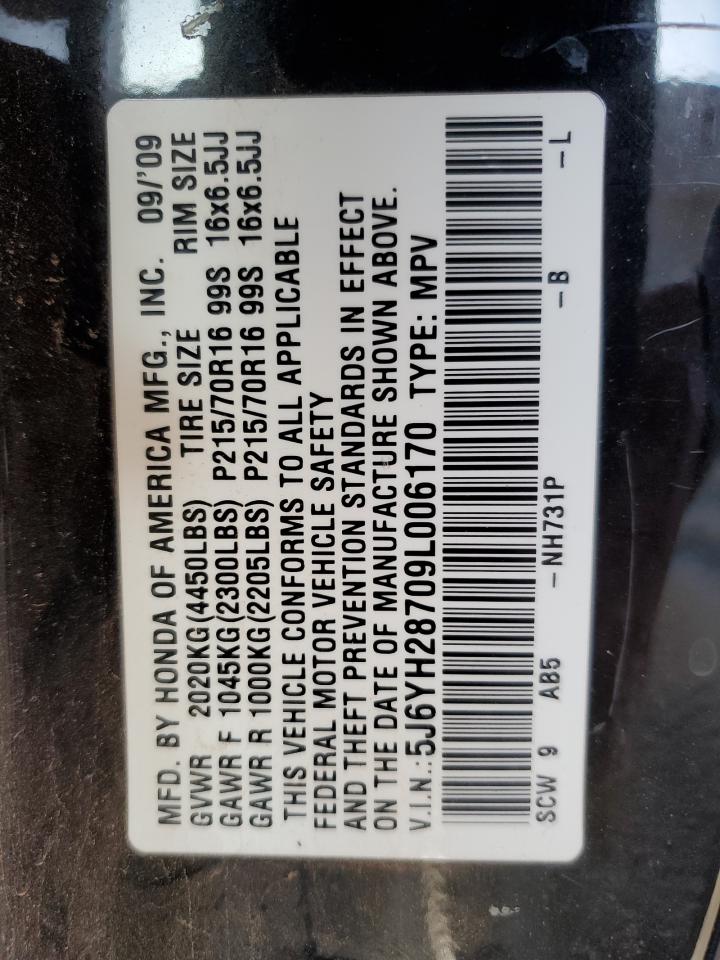 MFD. BY HONDA OF AMERICA MFG., INC. 09/'09
GVWR 2020KG(4450LBS) TIRE SIZE RIM SIZE
GAWR F 1045KG(2300LBS) P215/70R16 99S 16x6.5JJ
GAWR R 1000KG(2205LBS) P215/70R16 99S 16x6.5JJ
THIS VEHICLE CONFORMS TO ALL APPLICABLE
FEDERAL MOTOR VEHICLE SAFETY
AND THEFT PREVENTION STANDARDS IN EFFECT
ON THE DATE OF MANUFACTURE SHOWN ABOVE.
V.I.N.:5J6YH28709L006170 TYPE: MPV
SCW 9 AB5 –NH731P –B –L